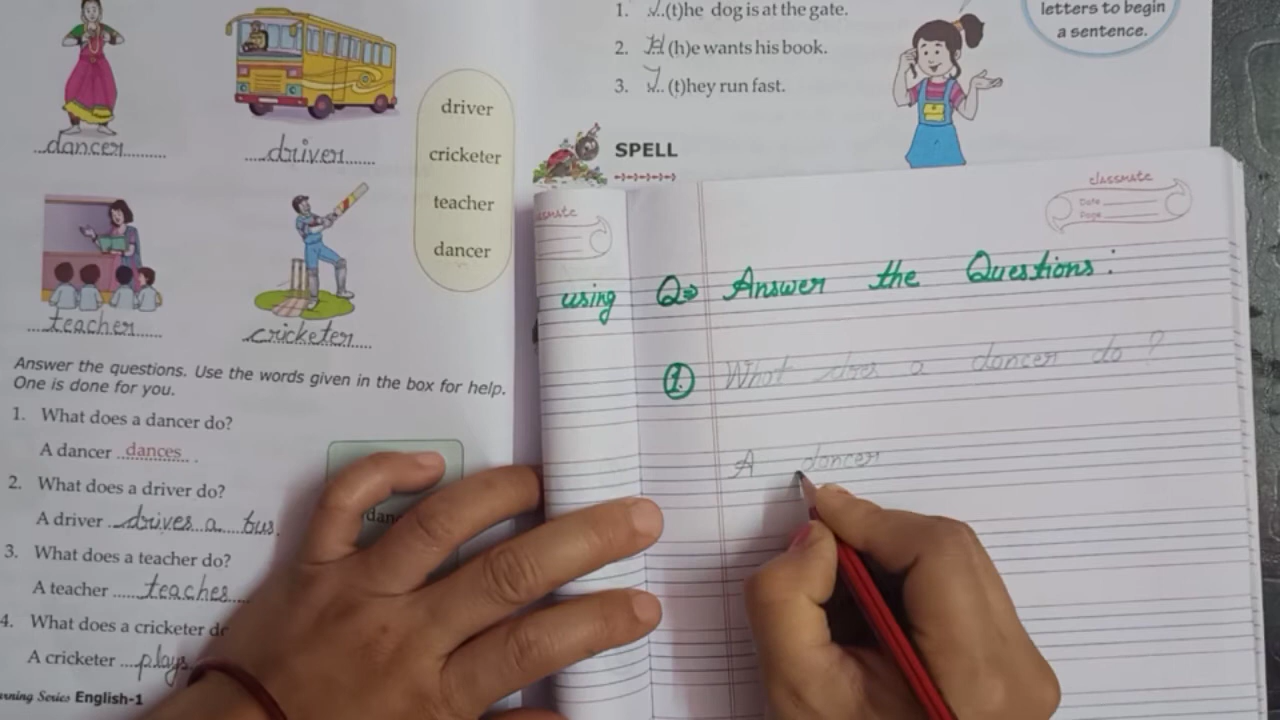 dancer
driver
driver
cricketer
teacher
dancer
teacher
cricketer
Answer the questions. Use the words given in the box for help.
One is done for you.
1. What does a dancer do?
A dancer dances.
2. What does a driver do?
A driver drives a bus.
3. What does a teacher do?
A teacher teaches
4. What does a cricketer
A cricketer plays
Series English-1
letters to begin
a sentence.
1. (t)he dog is at the gate.
2. H (h)e wants his book.
3. T (t)hey run fast.
SPELL
classmate
Date
Page
using
Q Answer the Questions:
1. What does a dancer do?
A dancer